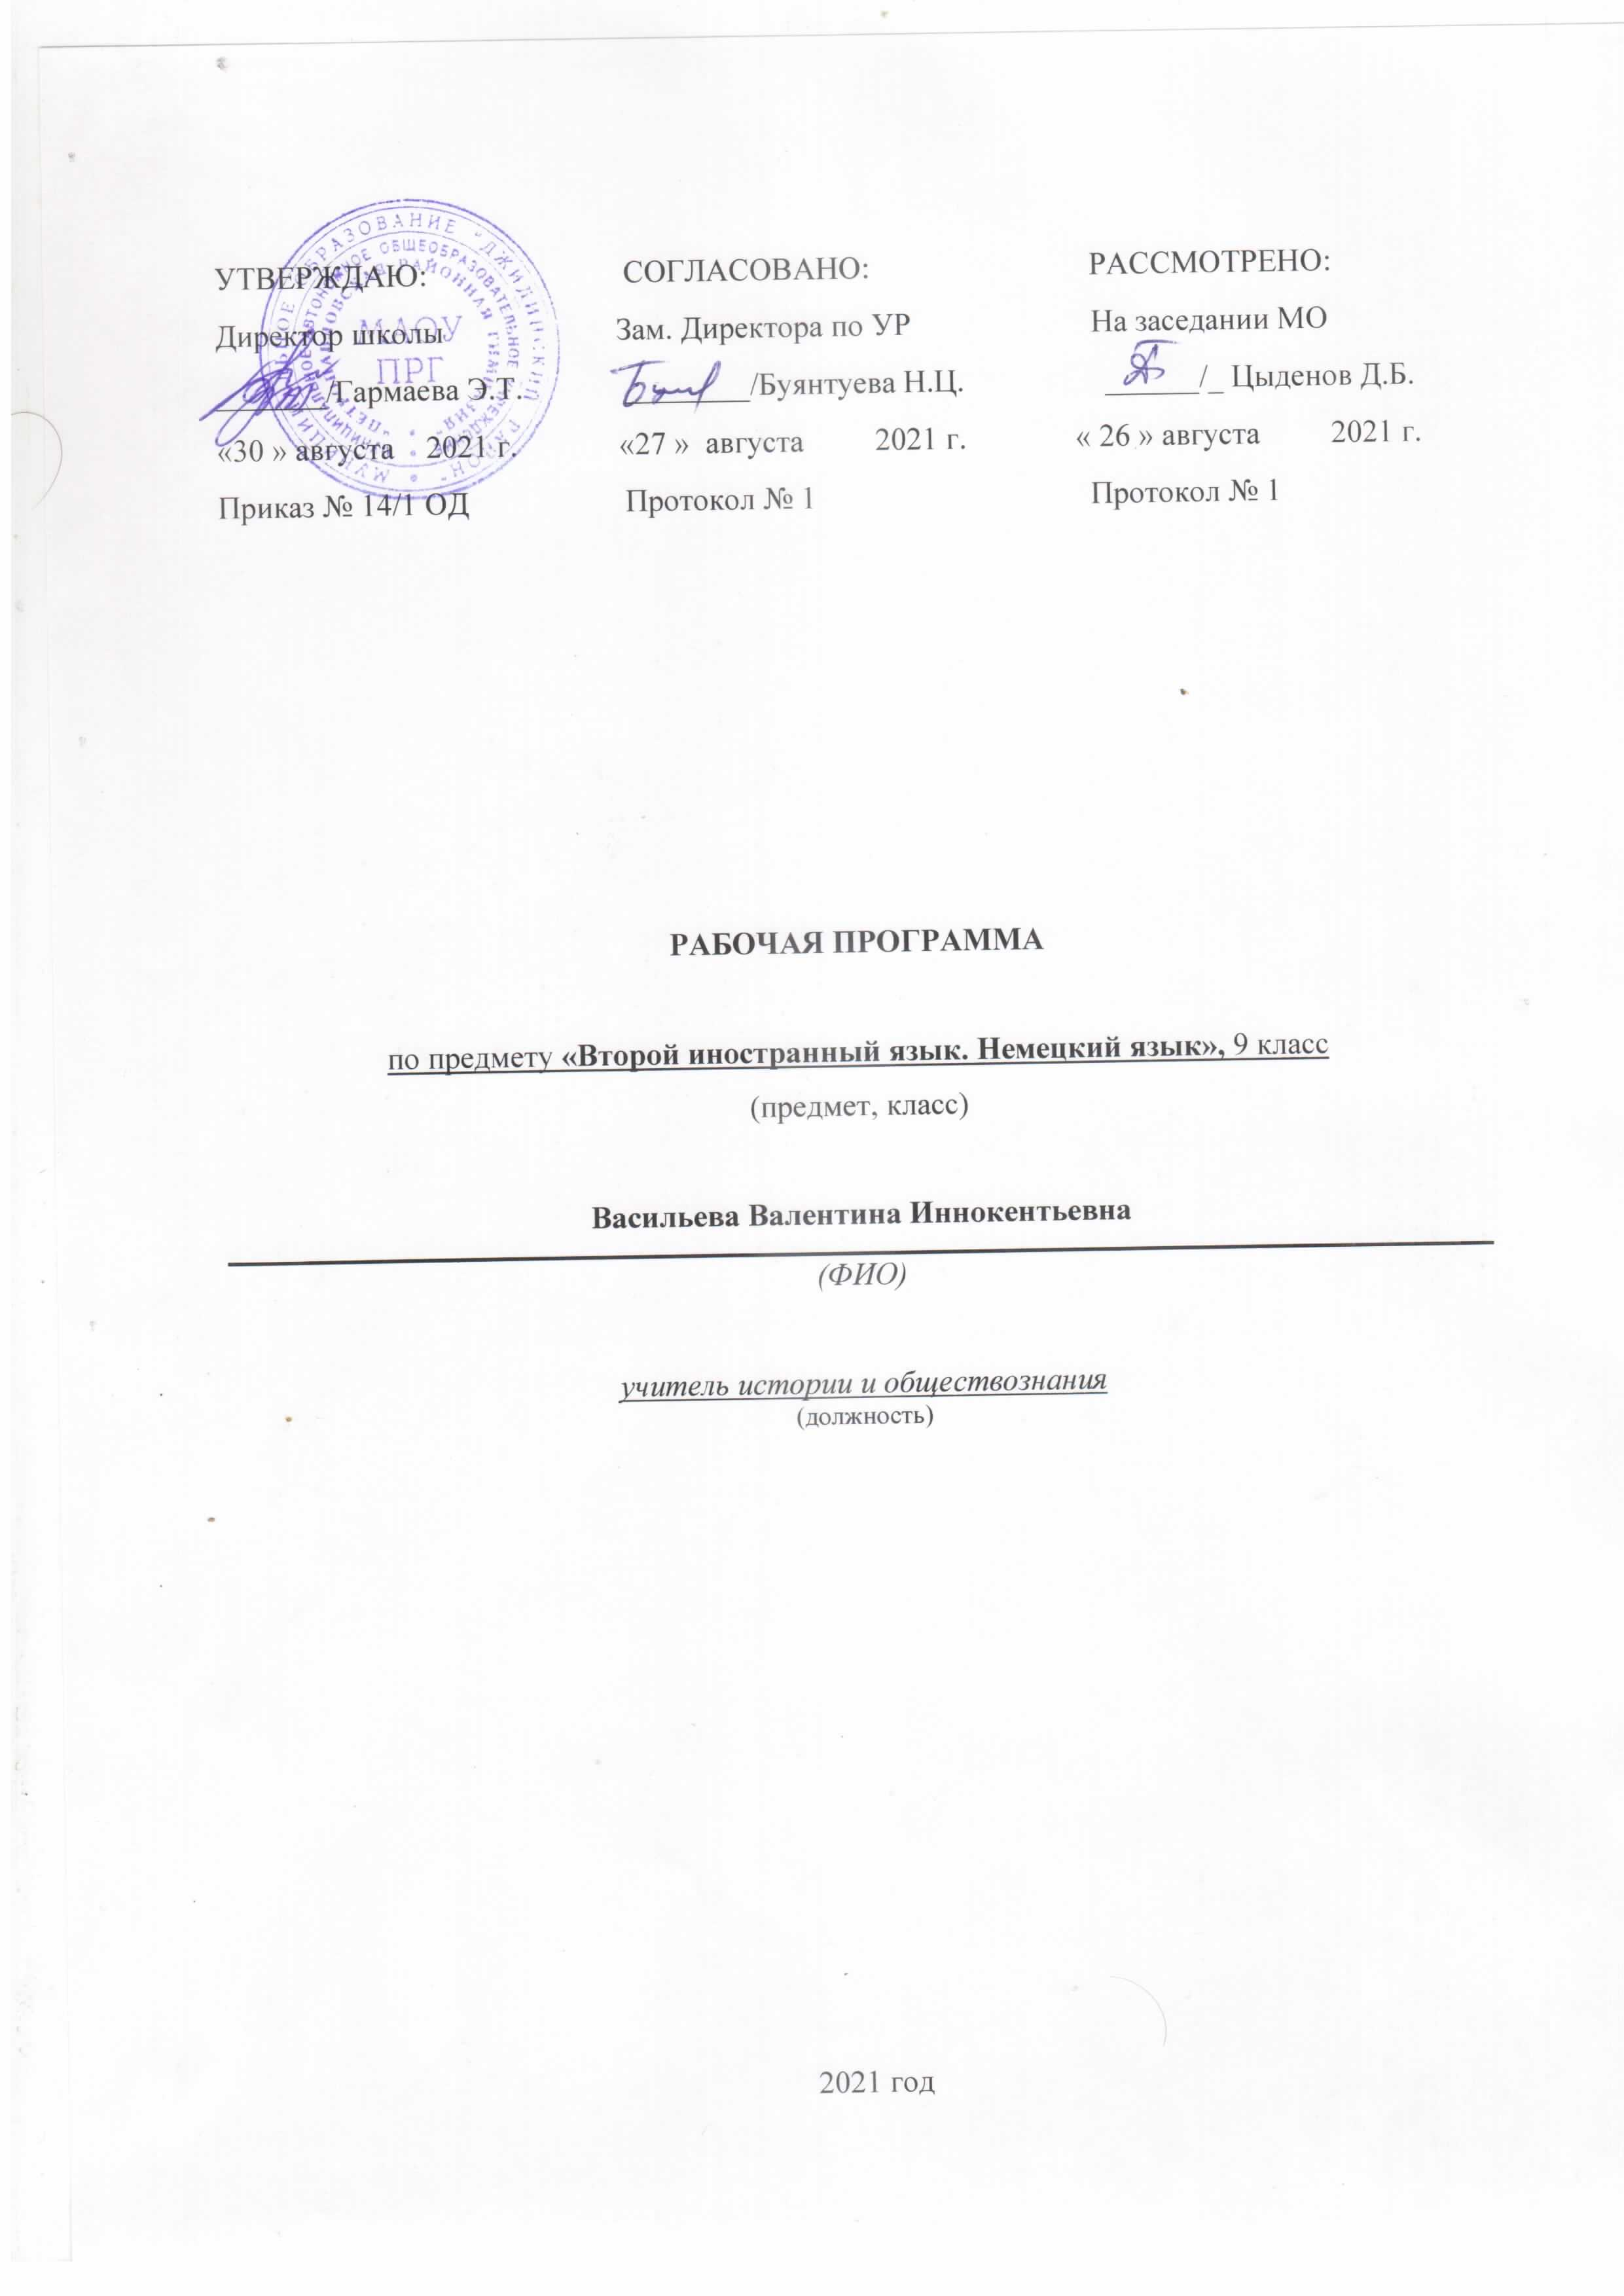 УТВЕРЖДАЮ:
Директор школы
/Гармаева Э.Т.
«30 » августа 2021 г.
Приказ № 14/1 ОД
СОГЛАСОВАНО:
Зам. Директора по УР
/Буянтуева Н.Ц.
«27 » августа 2021 г.
Протокол № 1
РАССМОТРЕНО:
На заседании МО
/ _ Цыденов Д.Б.
« 26 » августа 2021 г.
Протокол № 1
МАОУ
ПРГ
РАБОЧАЯ ПРОГРАММА
по предмету «Второй иностранный язык. Немецкий язык», 9 класс
(предмет, класс)
Васильева Валентина Иннокентьевна
(ФИО)
учитель истории и обществознания
(должность)
2021 год